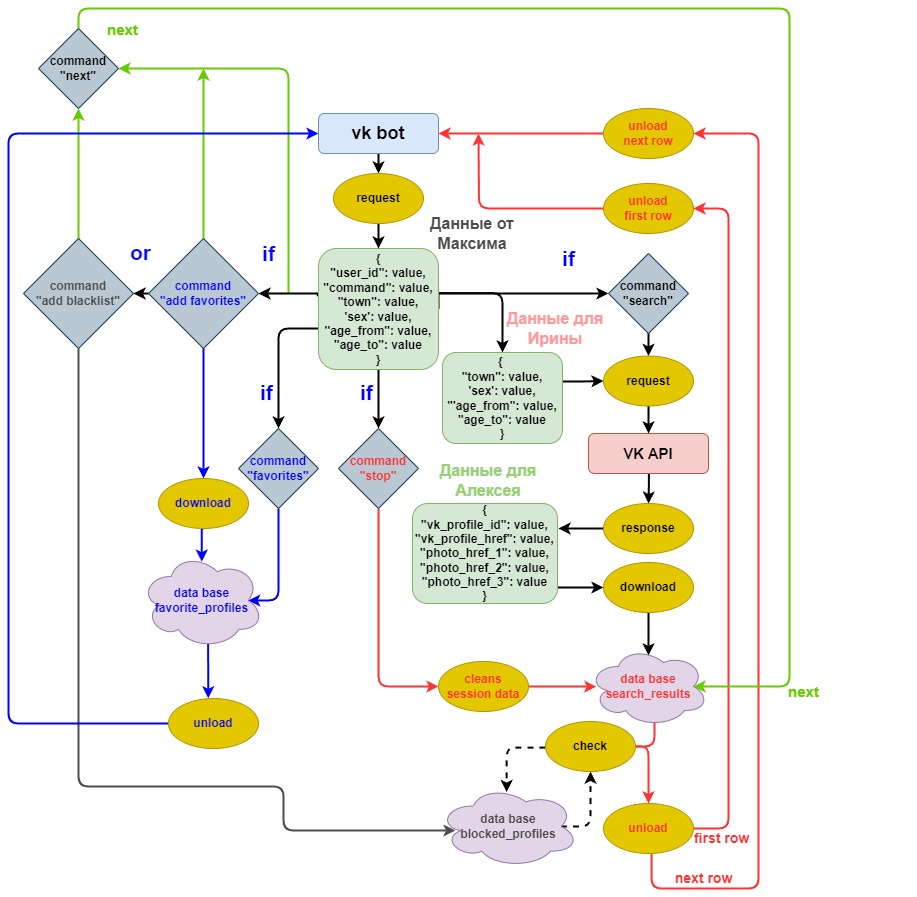 next
command
"next"
vk bot
unload
next row
request
unload
first row
Данные от
Максима
or
if
if
command
"add blacklist"
command
"add favorites"
{
"user_id": value,
"command": value,
"town": value,
'sex': value,
"age_from": value,
"age_to": value
}
command
"search"
Данные для
Ирины
{
"town": value,
'sex': value,
'"age_from": value,
"age_to": value
}
request
if
if
command
"favorites"
command
"stop"
VK API
Данные для
Алексея
download
{
"vk_profile_id": value,
"vk_profile_href": value,
"photo_href_1": value,
"photo_href_2": value,
"photo_href_3": value
}
response
download
data base
favorite_profiles
cleans
session data
data base
search_results
next
unload
check
data base
blocked_profiles
unload
first row
next row